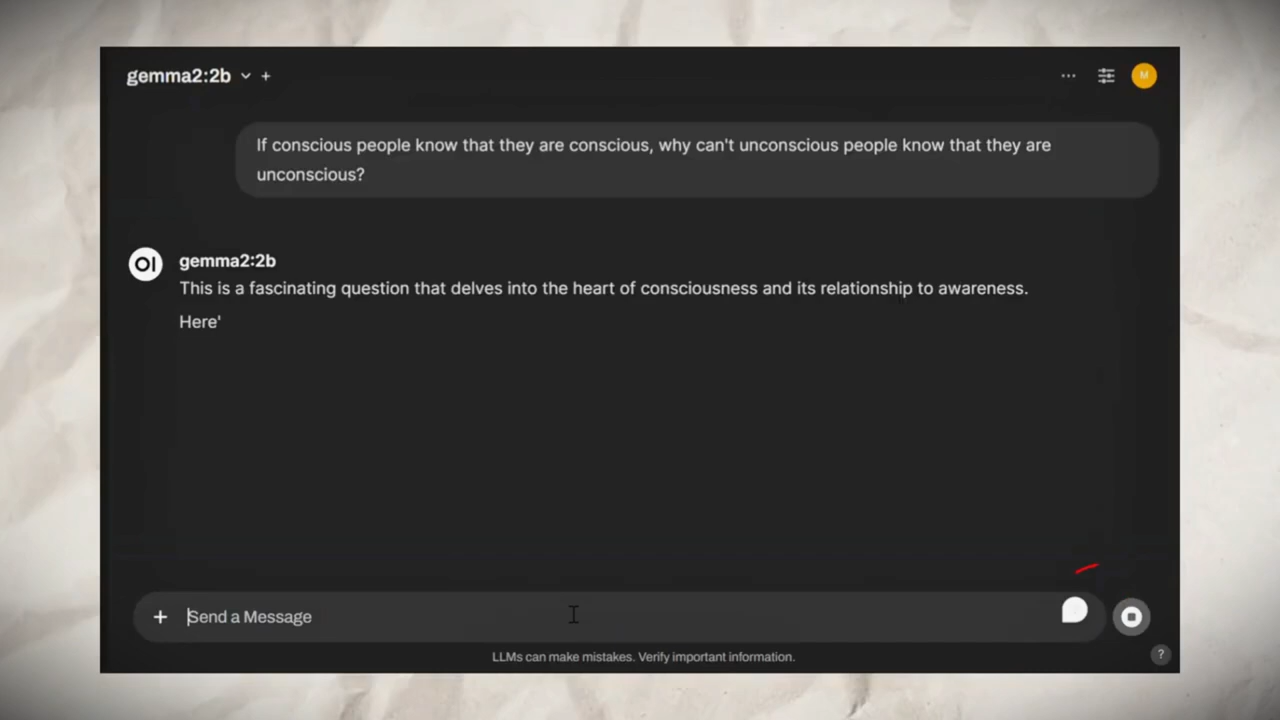 gemma2:2b
M
If conscious people know that they are conscious, why can't unconscious people know that they are
unconscious?
OI
gemma2:2b
This is a fascinating question that delves into the heart of consciousness and its relationship to awareness.
Here'
Send a Message
LLMs can make mistakes. Verify important information.
?